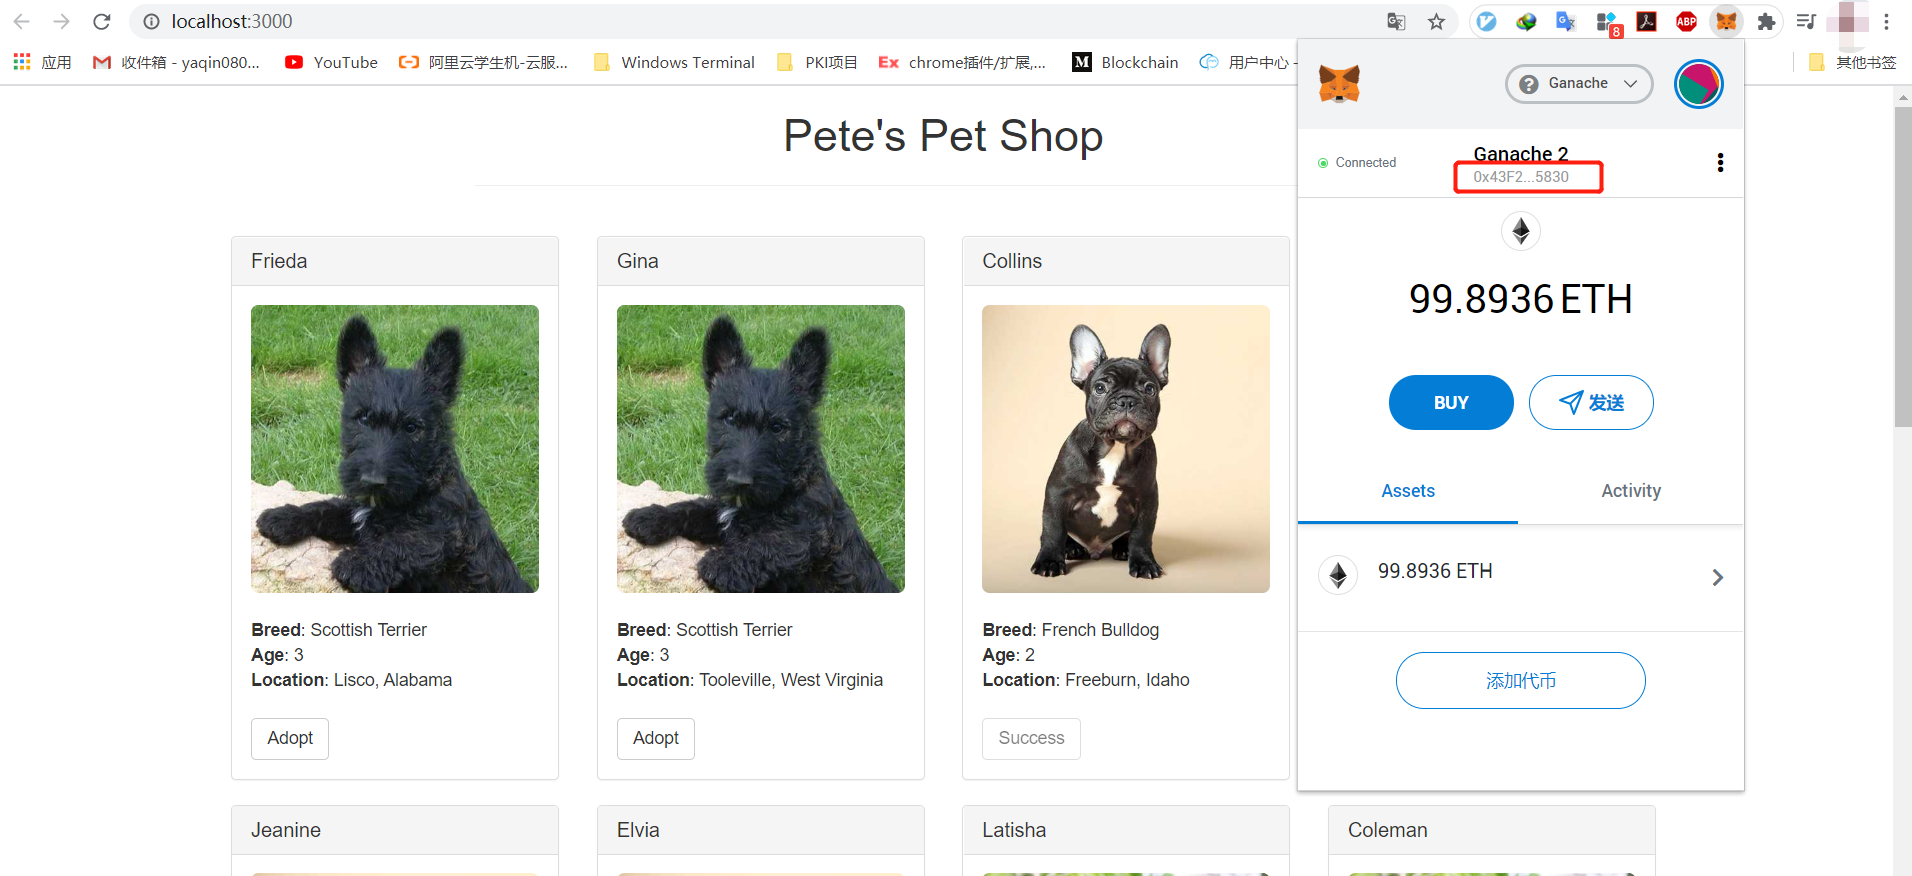 localhost:3000
8
ABP
应用
收件箱 - yaqin080...
YouTube
阿里云学生机-云服...
Windows Terminal
PKI项目
Ex chrome插件/扩展,...
M Blockchain
用户中心 -
其他书签
Pete's Pet Shop
Ganache
Connected
Ganache 2
0x43F2...5830
99.8936 ETH
BUY
发送
Assets
Activity
99.8936 ETH
添加代币
Frieda
Breed: Scottish Terrier
Age: 3
Location: Lisco, Alabama
Adopt
Gina
Breed: Scottish Terrier
Age: 3
Location: Tooleville, West Virginia
Adopt
Collins
Breed: French Bulldog
Age: 2
Location: Freeburn, Idaho
Success
Jeanine
Elvia
Latisha
Coleman